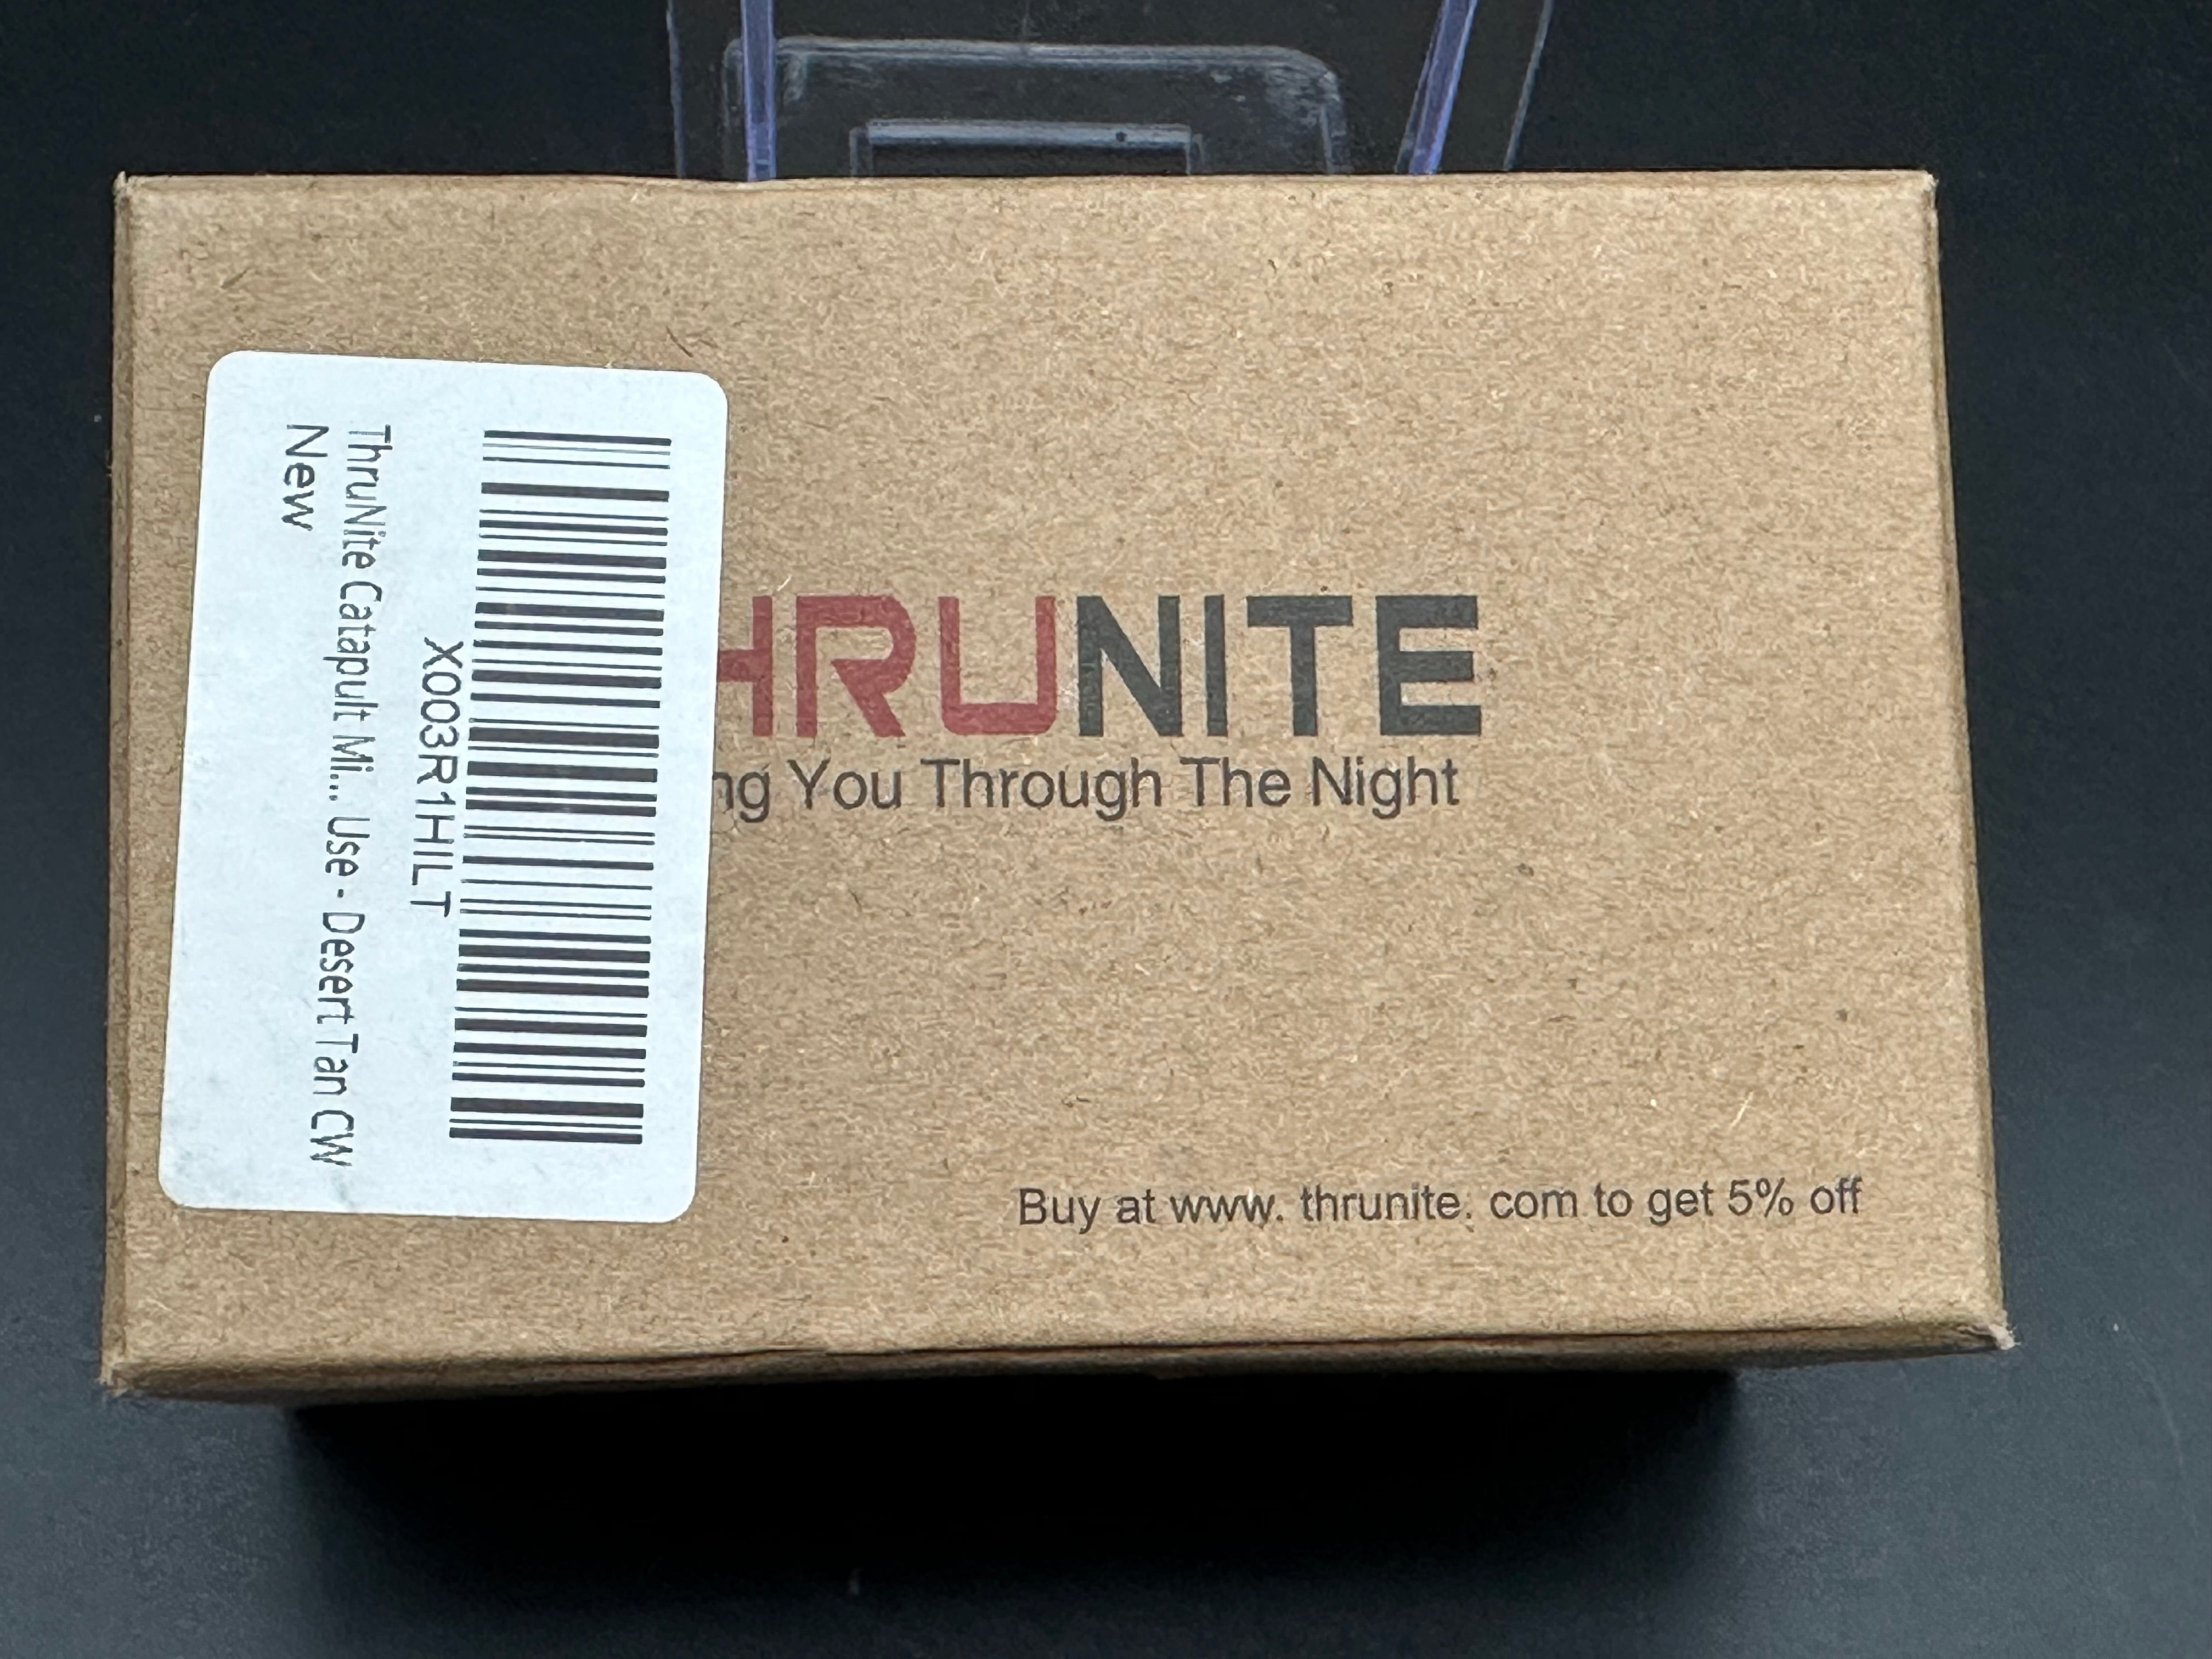 X003R1HILT
ThruNite Catapult Mi... Use - Desert Tan CW
New
HRUNITE
ng You Through The Night
Buy at www. thrunite. com to get 5% off